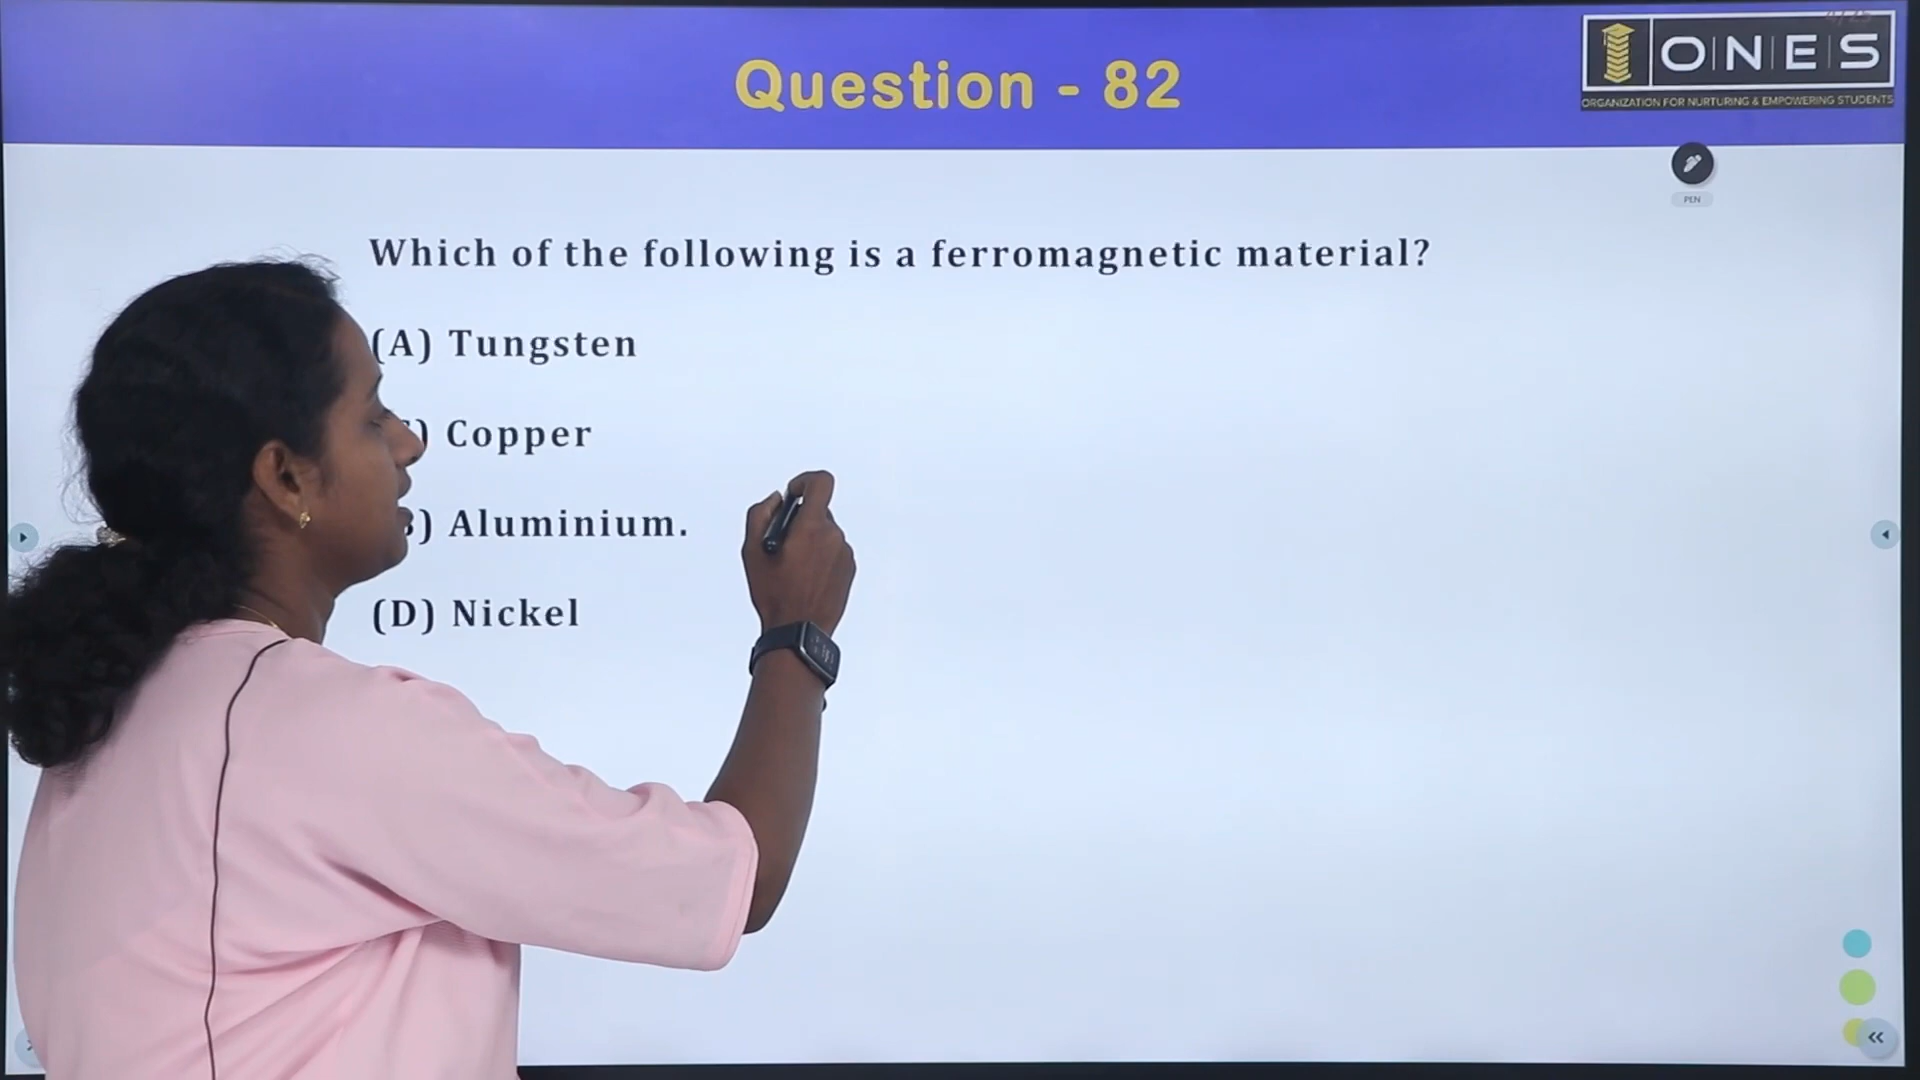 Question - 82
ONES
ORGANIZATION FOR NURTURING & EMPOWERING STUDENTS
PEN
Which of the following is a ferromagnetic material?
(A) Tungsten
) Copper
) Aluminium.
(D) Nickel